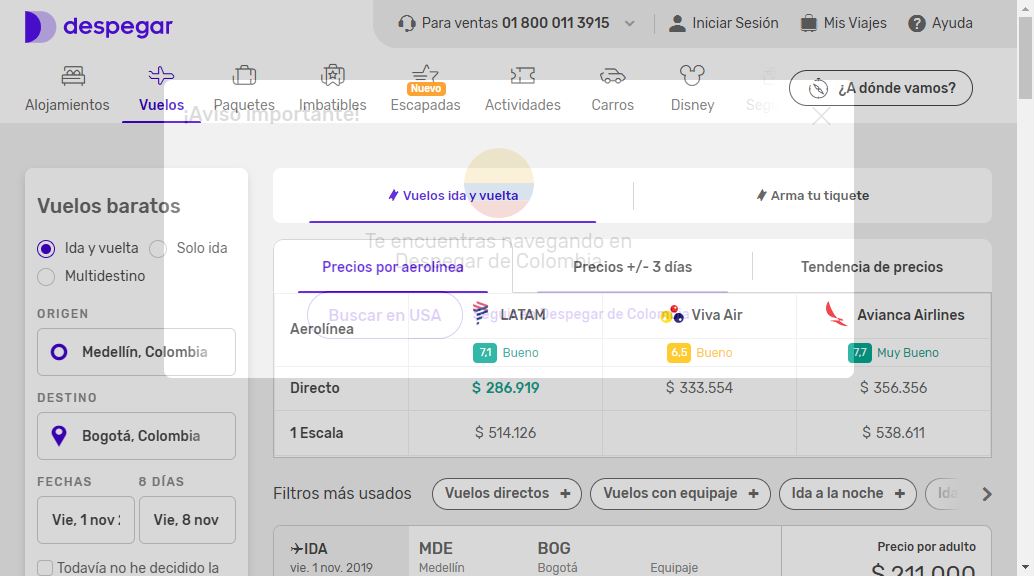 despegar
Para ventas 01 800 011 3915
Iniciar Sesión
Mis Viajes
Ayuda
Alojamientos
Vuelos
Paquetes
Imbatibles
Nuevo
Escapadas
Actividades
Carros
Disney
¿A dónde vamos?
¡Aviso importante!
Te encuentras navegando en
Despegar de Colombia
Buscar en USA
Vuelos baratos
Ida y vuelta
Solo ida
Multidestino
ORIGEN
Medellín, Colombia
DESTINO
Bogotá, Colombia
FECHAS
8 DÍAS
Vie, 1 nov
Vie, 8 nov
Todavía no he decidido la
Vuelos ida y vuelta
Arma tu tiquete
Precios por aerolínea
Precios +/- 3 días
Tendencia de precios
Aerolínea
LATAM
Viva Air
Avianca Airlines
7,1 Bueno
6,5 Bueno
7,7 Muy Bueno
Directo
$ 286.919
$ 333.554
$ 356.356
1 Escala
$ 514.126
$ 538.611
Filtros más usados
Vuelos directos +
Vuelos con equipaje +
Ida a la noche +
Ida
IDA
MDE
BOG
Precio por adulto
vie. 1 nov. 2019
Medellín
Bogotá
Equipaje
$ 211.000